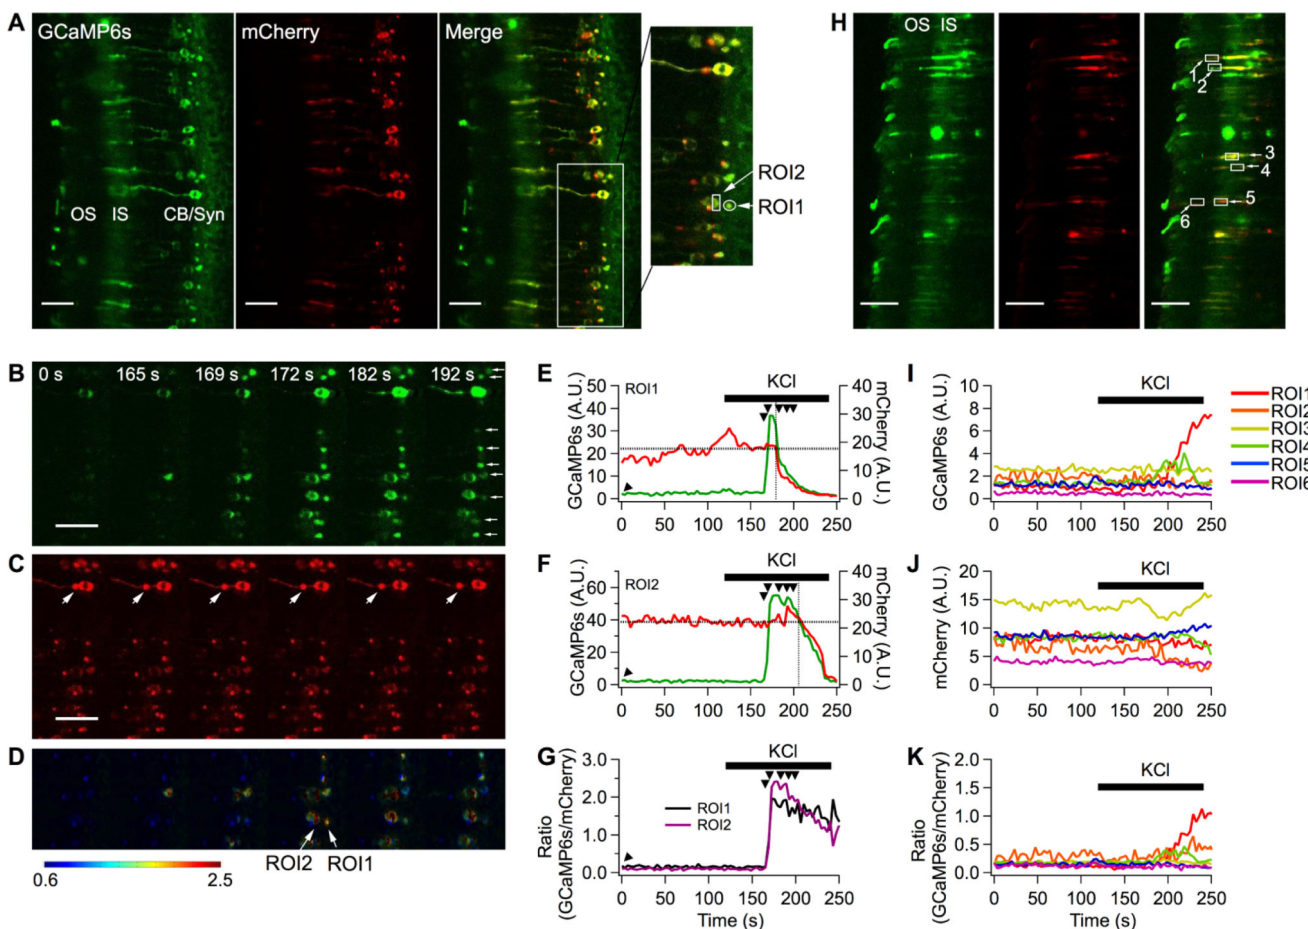 A
GCaMP6s
mCherry
Merge
OS IS CB/Syn
ROI2
ROI1
H
OS IS
1
2
3
4
5
6
B
0 s 165 s 169 s 172 s 182 s 192 s
C
D
ROI2 ROI1
0.6 2.5
E
KCl
ROI1
GCaMP6s (A.U.)
50
40
30
20
10
0
mCherry (A.U.)
40
30
20
10
0
0 50 100 150 200 250
F
KCl
ROI2
GCaMP6s (A.U.)
60
40
20
0
mCherry (A.U.)
40
30
20
10
0
0 50 100 150 200 250
G
KCl
ROI1
ROI2
Ratio
(GCaMP6s/mCherry)
3.0
2.0
1.0
0.0
0 50 100 150 200 250
Time (s)
I
KCl
GCaMP6s (A.U.)
10
8
6
4
2
0
0 50 100 150 200 250
ROI1
ROI2
ROI3
ROI4
ROI5
ROI6
J
KCl
mCherry (A.U.)
20
15
10
5
0
0 50 100 150 200 250
K
KCl
Ratio
(GCaMP6s/mCherry)
2.0
1.5
1.0
0.5
0.0
0 50 100 150 200 250
Time (s)